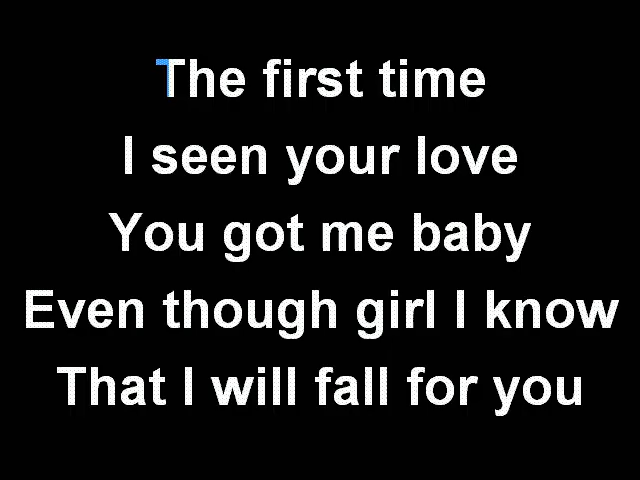 The first time
I seen your love
You got me baby
Even though girl I know
That I will fall for you